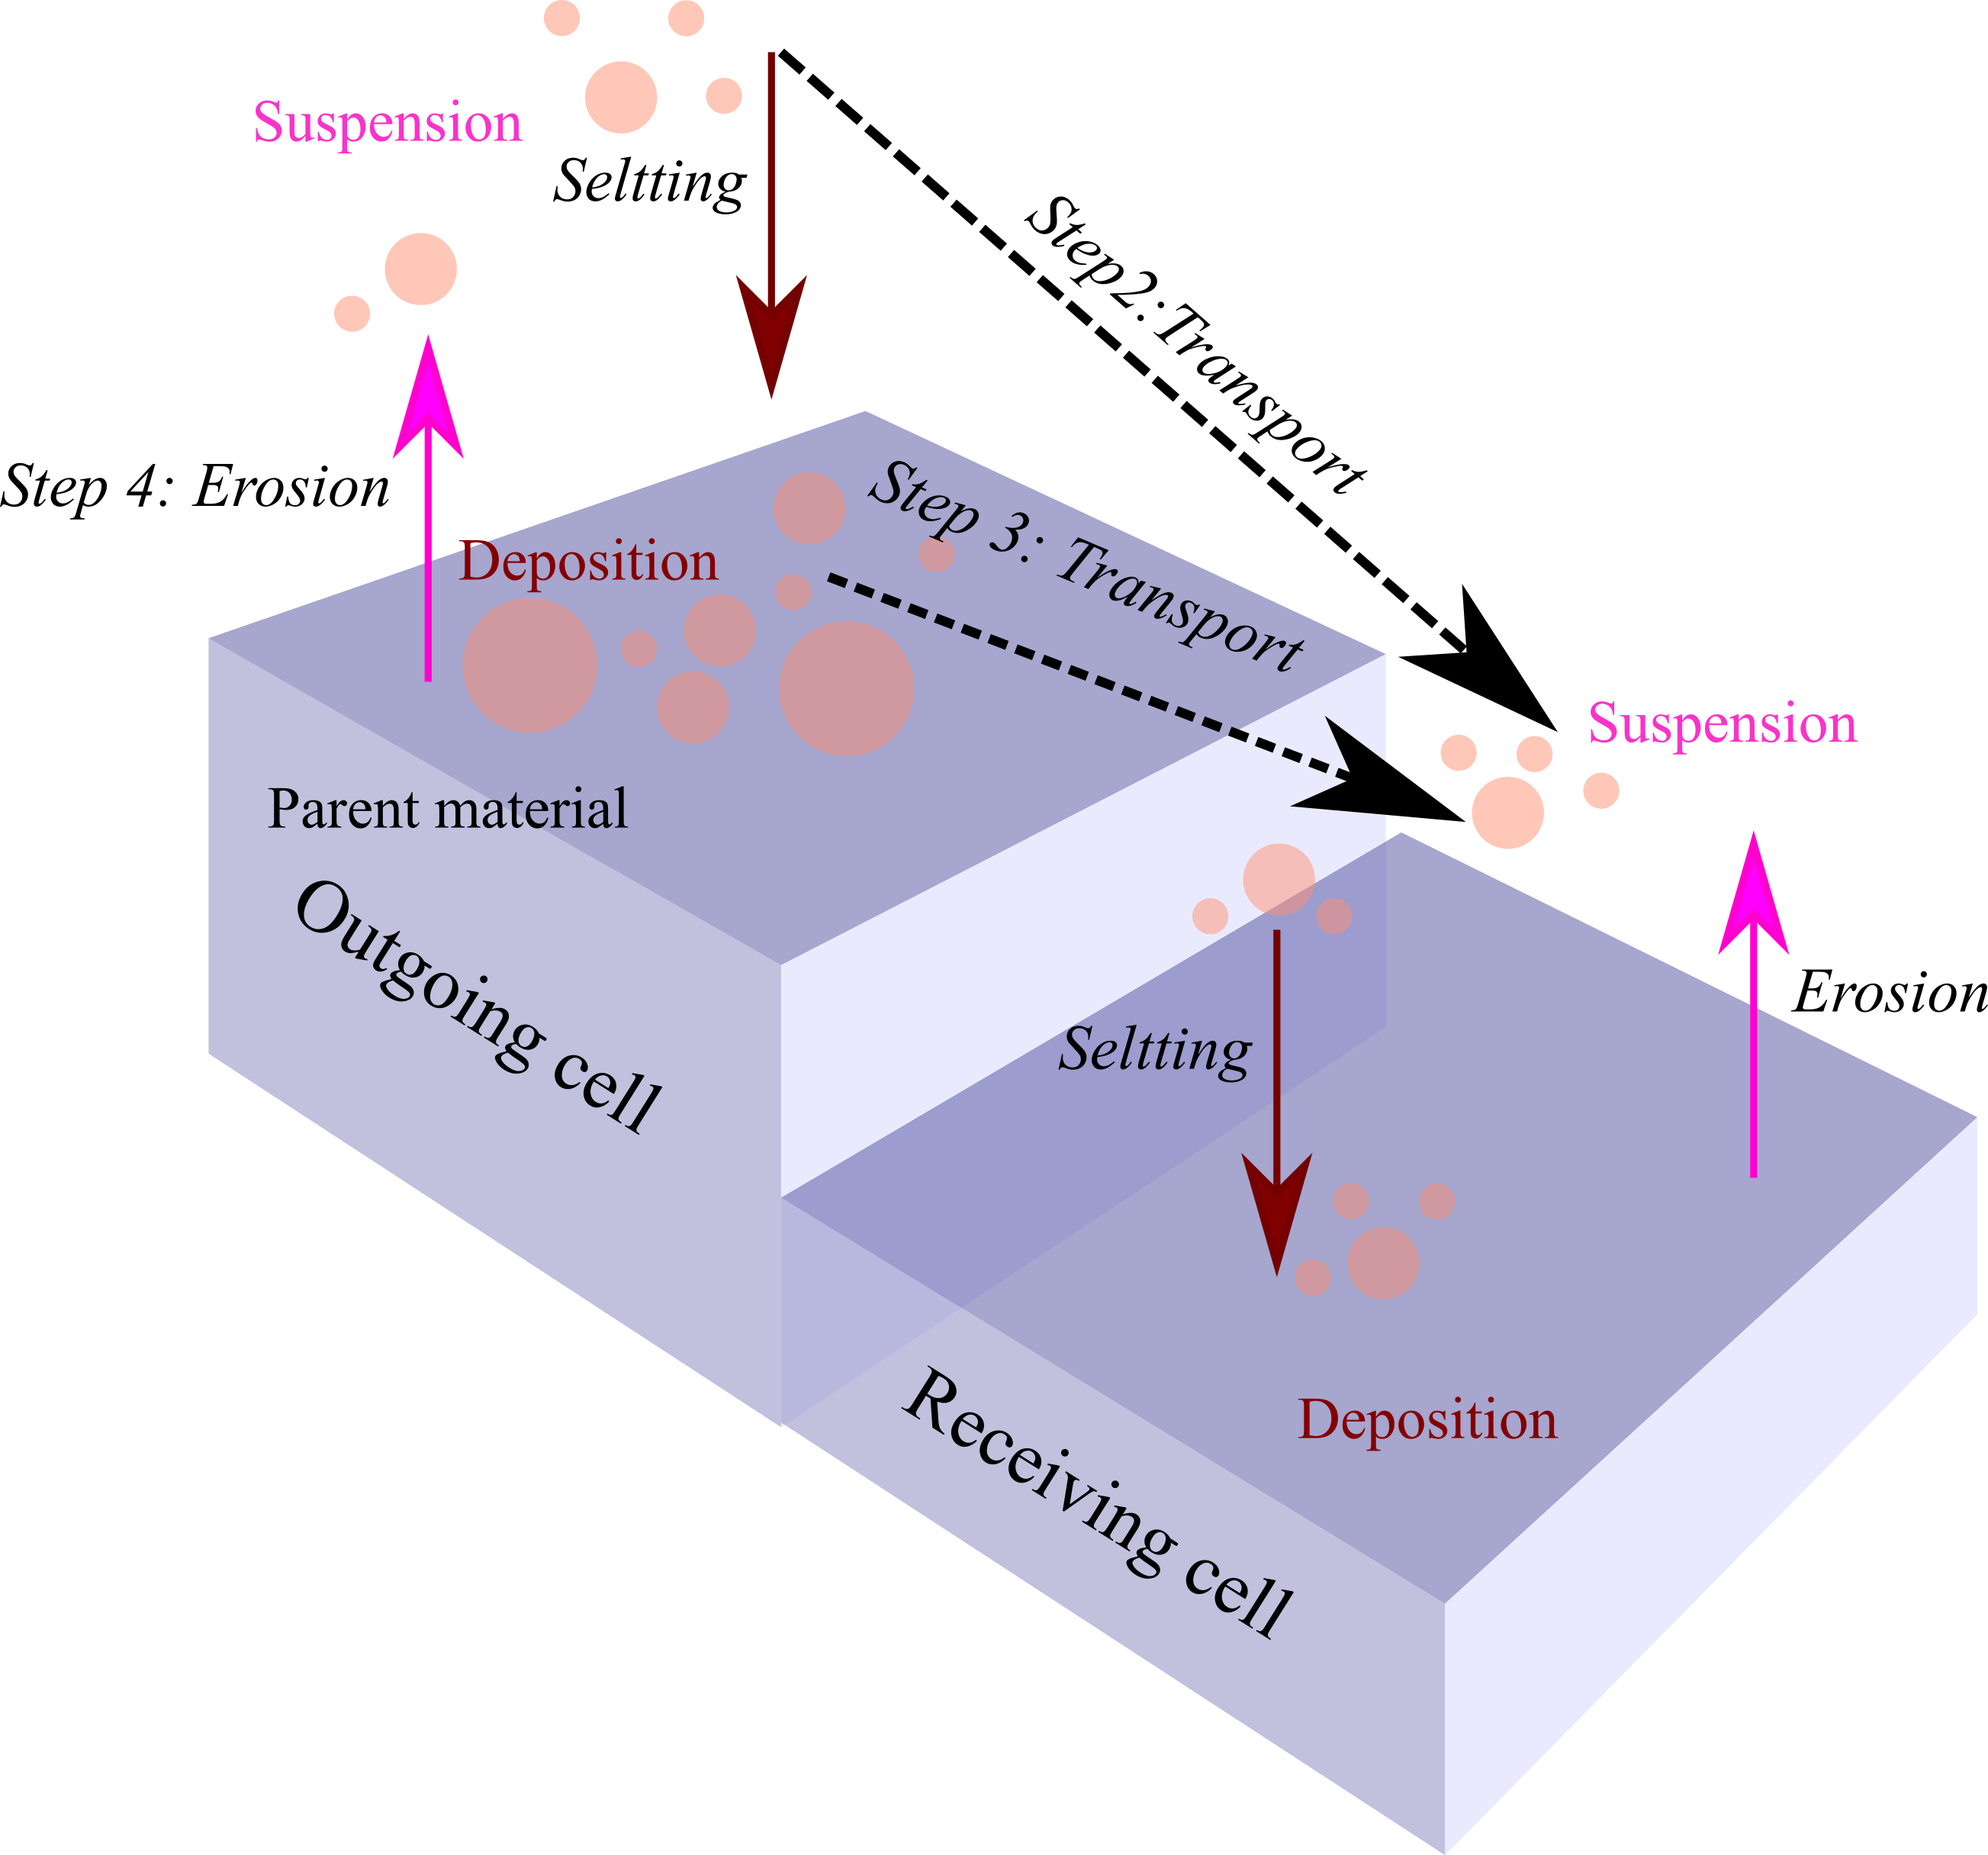 Suspension
Seltting
Step2:Transport
Step 4: Erosion
Step 3: Transport
Deposition
Suspension
Parent material
Outgoing cell
Erosion
Seltting
Receiving cell
Deposition